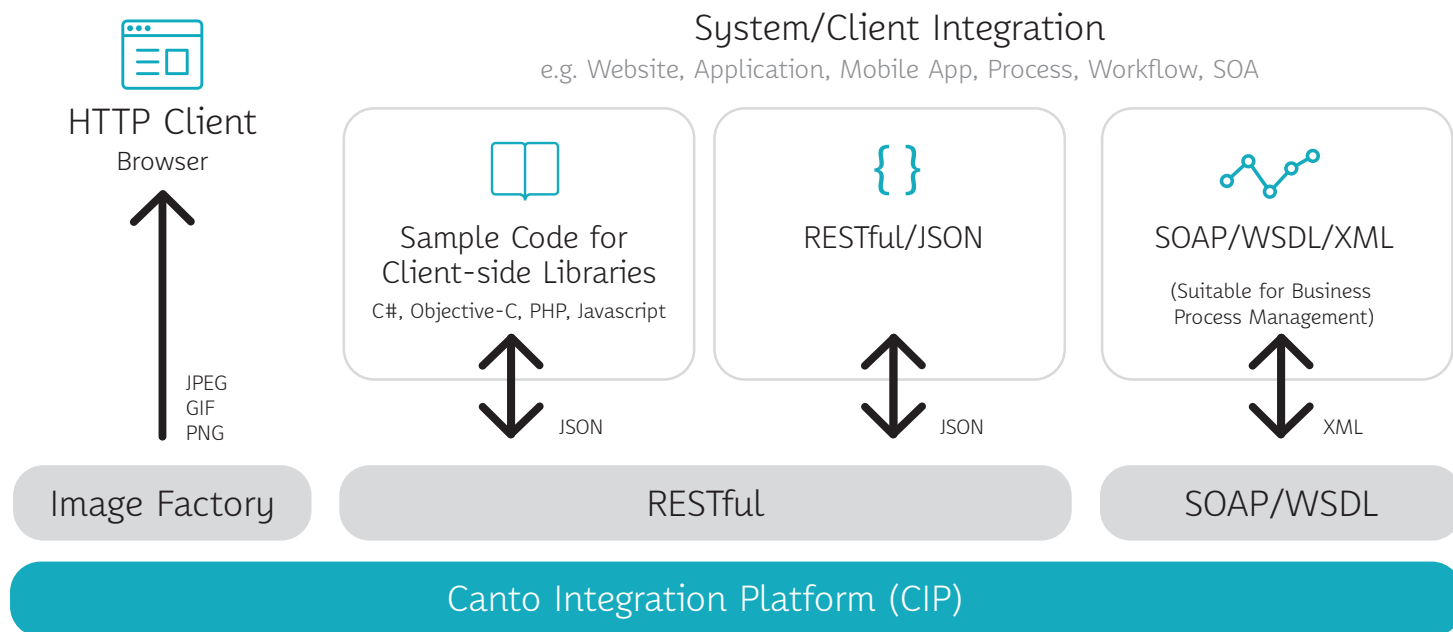 System/Client Integration
e.g. Website, Application, Mobile App, Process, Workflow, SOA
HTTP Client
Browser
Sample Code for
Client-side Libraries
C#, Objective-C, PHP, Javascript
RESTful/JSON
SOAP/WSDL/XML
(Suitable for Business
Process Management)
JPEG
GIF
PNG
JSON
JSON
XML
Image Factory
RESTful
SOAP/WSDL
Canto Integration Platform (CIP)